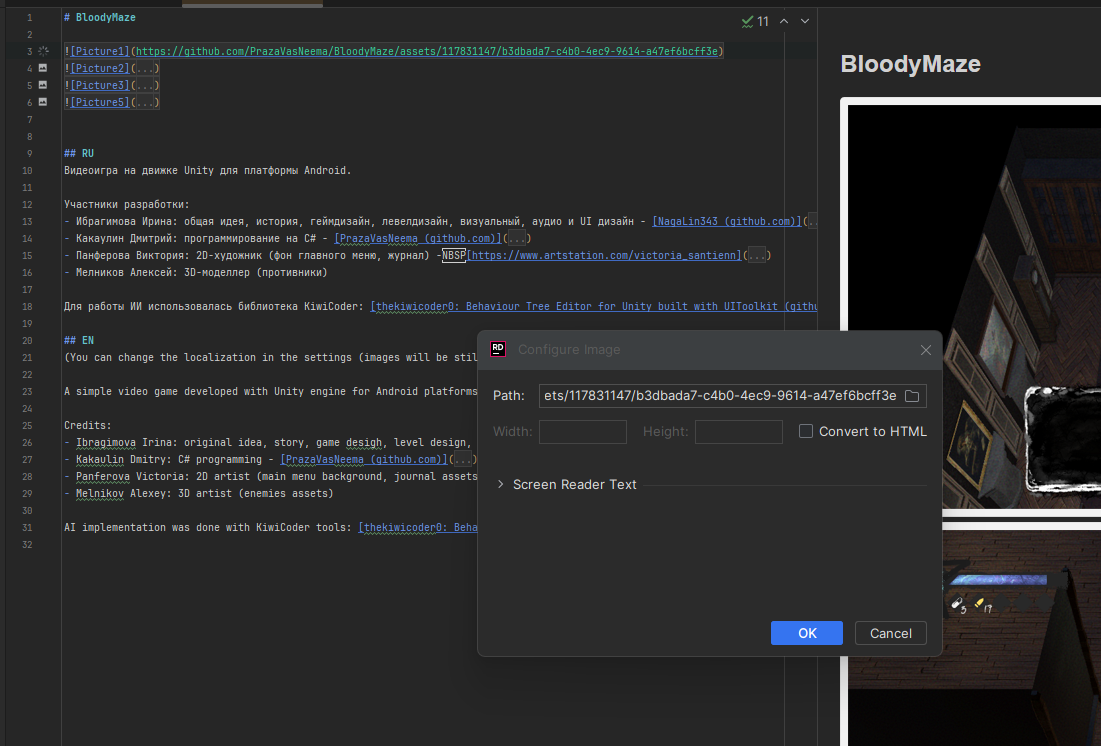 1 # BloodyMaze
11
2
3 ![Picture1](https://github.com/PrazaVasNeema/BloodyMaze/assets/117831147/b3dbada7-c4b0-4ec9-9614-a47ef6bcff3e)
4 ![Picture2](...)
5 ![Picture3](...)
6 ![Picture5](...)
7
8
9 ## RU
10 Видеоигра на движке Unity для платформы Android.
11
12 Участники разработки:
13 - Ибрагимова Ирина: общая идея, история, геймдизайн, левелдизайн, визуальный, аудио и UI дизайн - [NagaLin343 (github.com)](...
14 - Какаулин Дмитрий: программирование на C# - [PrazaVasNeema (github.com)](...)
15 - Панферова Виктория: 2D-художник (фон главного меню, журнал) -NBSP[https://www.artstation.com/victoria_santienn](...)
16 - Мелников Алексей: 3D-моделлер (противники)
17
18 Для работы ИИ использовалась библиотека KiwiCoder: [thekiwicoder0: Behaviour Tree Editor for Unity built with UIToolkit (githu
19
20 ## EN
21 (You can change the localization in the settings (images will be stil
22
23 A simple video game developed with Unity engine for Android platforms
24
25 Credits:
26 - Ibragimova Irina: original idea, story, game desigh, level design,
27 - Kakaulin Dmitry: C# programming - [PrazaVasNeema (github.com)](...)
28 - Panferova Victoria: 2D artist (main menu background, journal assets
29 - Melnikov Alexey: 3D artist (enemies assets)
30
31 AI implementation was done with KiwiCoder tools: [thekiwicoder0: Beha
32
BloodyMaze
RD Configure Image
Path: ets/117831147/b3dbada7-c4b0-4ec9-9614-a47ef6bcff3e
Width: Height: Convert to HTML
Screen Reader Text
OK Cancel
5 17